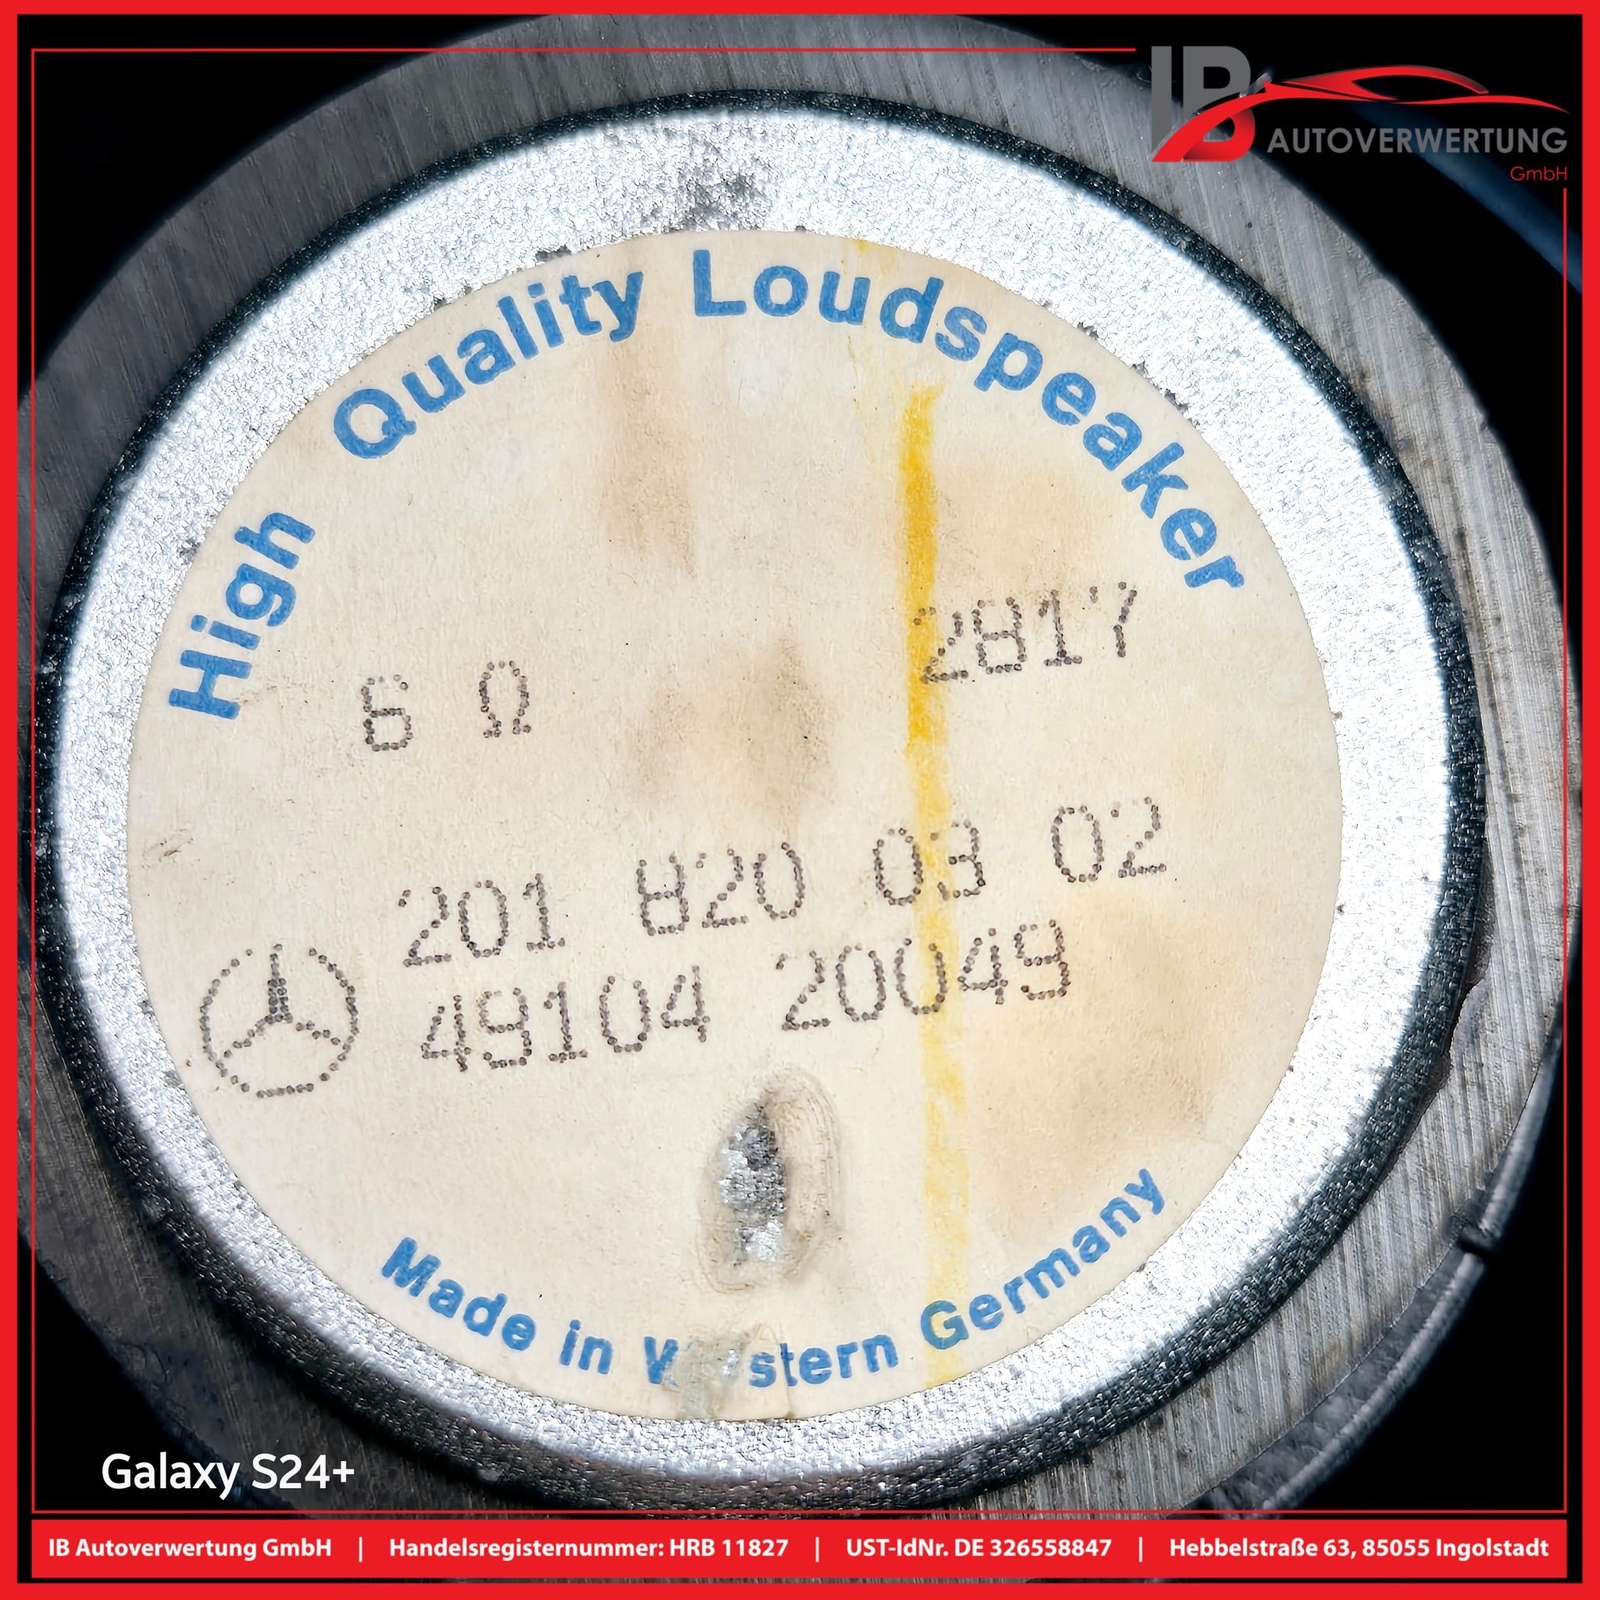 IB
AUTOVERWERTUNG
GmbH
High Quality Loudspeaker
6 Ω
2817
201 820 03 02
49104 20049
Made in Western Germany
Galaxy S24+
IB Autoverwertung GmbH | Handelsregisternummer: HRB 11827 | UST-IdNr. DE 326558847 | Hebbelstraße 63, 85055 Ingolstadt